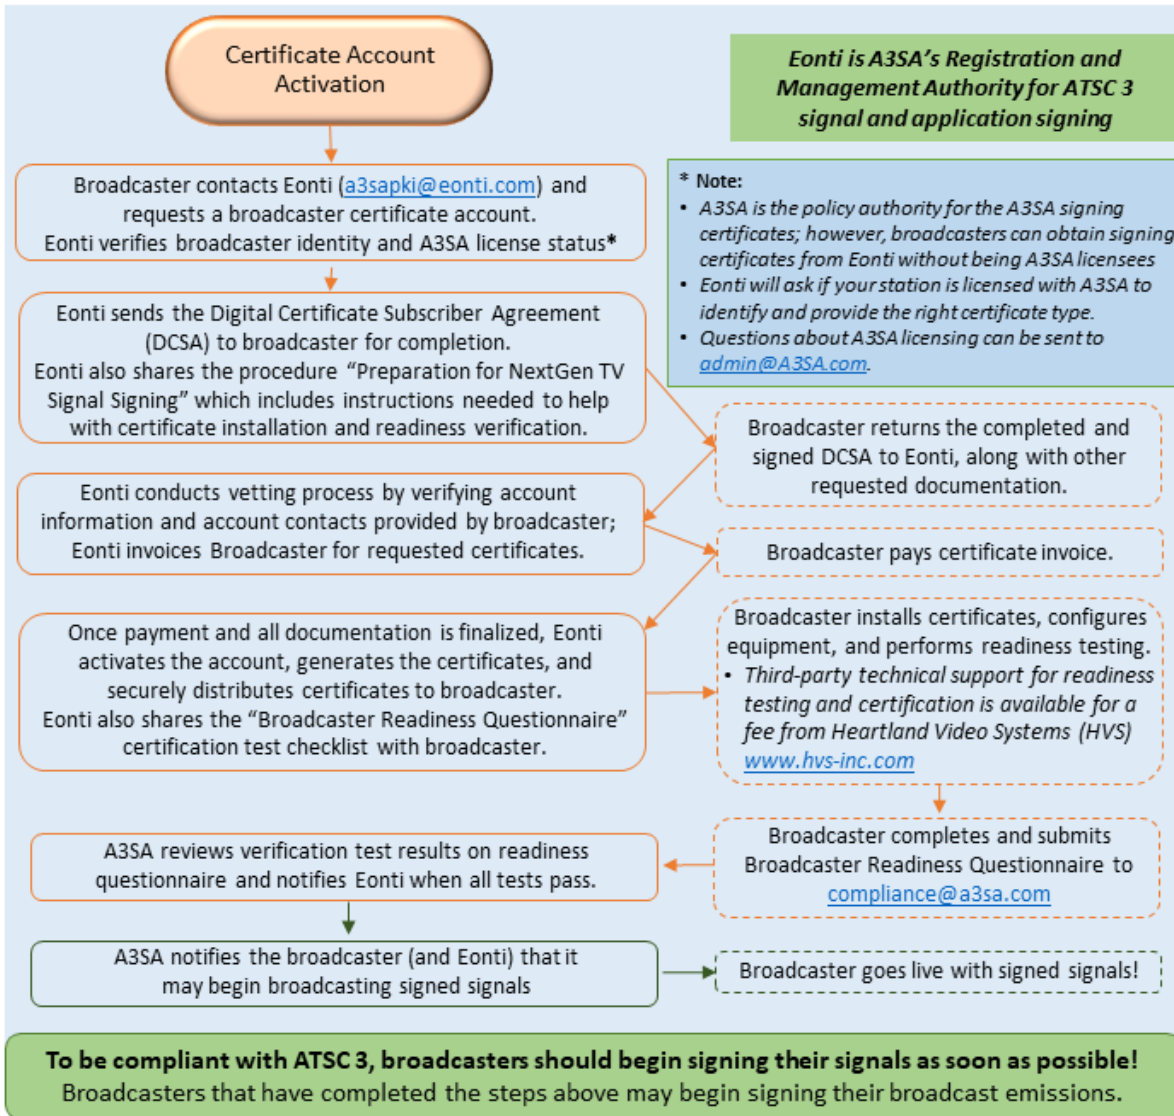 Certificate Account
Activation
Eonti is A3SA’s Registration and
Management Authority for ATSC 3
signal and application signing
Broadcaster contacts Eonti (a3sapki@eonti.com) and
requests a broadcaster certificate account.
Eonti verifies broadcaster identity and A3SA license status*
* Note:
• A3SA is the policy authority for the A3SA signing
certificates; however, broadcasters can obtain signing
certificates from Eonti without being A3SA licensees
• Eonti will ask if your station is licensed with A3SA to
identify and provide the right certificate type.
• Questions about A3SA licensing can be sent to
admin@A3SA.com.
Eonti sends the Digital Certificate Subscriber Agreement
(DCSA) to broadcaster for completion.
Eonti also shares the procedure “Preparation for NextGen TV
Signal Signing” which includes instructions needed to help
with certificate installation and readiness verification.
Broadcaster returns the completed and
signed DCSA to Eonti, along with other
requested documentation.
Eonti conducts vetting process by verifying account
information and account contacts provided by broadcaster;
Eonti invoices Broadcaster for requested certificates.
Broadcaster pays certificate invoice.
Once payment and all documentation is finalized, Eonti
activates the account, generates the certificates, and
securely distributes certificates to broadcaster.
Eonti also shares the “Broadcaster Readiness Questionnaire”
certification test checklist with broadcaster.
Broadcaster installs certificates, configures
equipment, and performs readiness testing.
• Third-party technical support for readiness
testing and certification is available for a
fee from Heartland Video Systems (HVS)
www.hvs-inc.com
Broadcaster completes and submits
Broadcaster Readiness Questionnaire to
compliance@a3sa.com
A3SA reviews verification test results on readiness
questionnaire and notifies Eonti when all tests pass.
A3SA notifies the broadcaster (and Eonti) that it
may begin broadcasting signed signals
Broadcaster goes live with signed signals!
To be compliant with ATSC 3, broadcasters should begin signing their signals as soon as possible!
Broadcasters that have completed the steps above may begin signing their broadcast emissions.